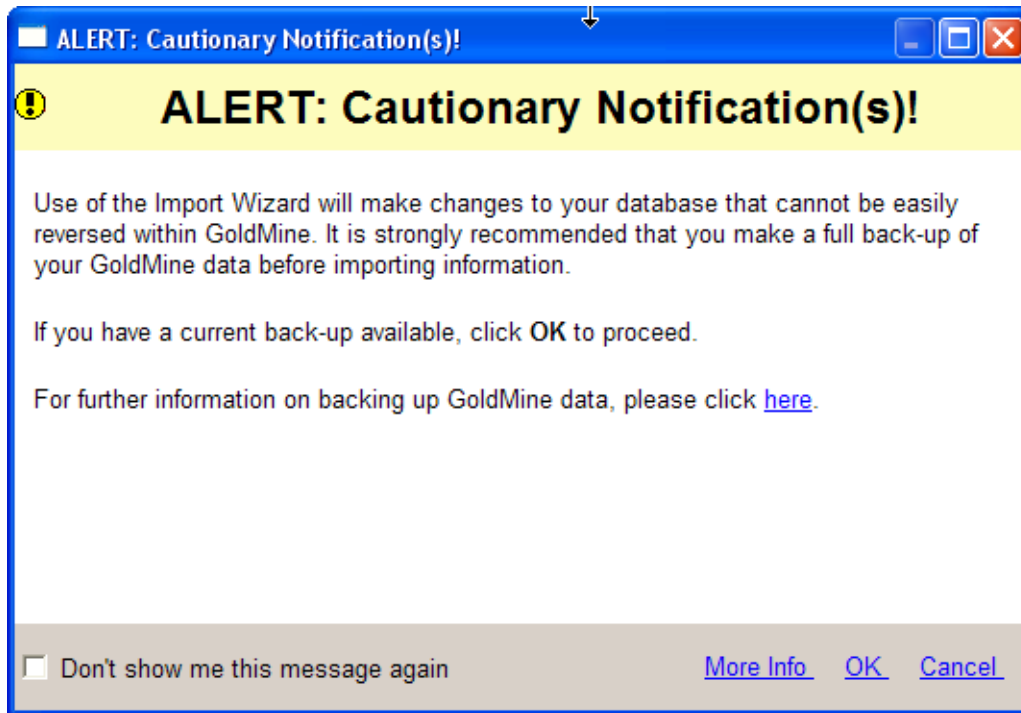 ALERT: Cautionary Notification(s)!
ALERT: Cautionary Notification(s)!
Use of the Import Wizard will make changes to your database that cannot be easily
reversed within GoldMine. It is strongly recommended that you make a full back-up of
your GoldMine data before importing information.
If you have a current back-up available, click OK to proceed.
For further information on backing up GoldMine data, please click here.
Don't show me this message again
More Info OK Cancel